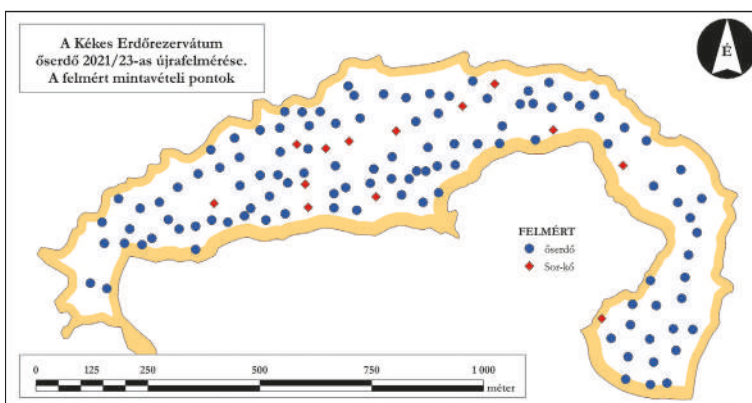 A Kékes Erdőrezervátum
őserdő 2021/23-as újrafelmérése.
A felmért mintavételi pontok
É
FELMÉRT
őserdő
Sor-kő
0 125 250 500 750 1 000
méter